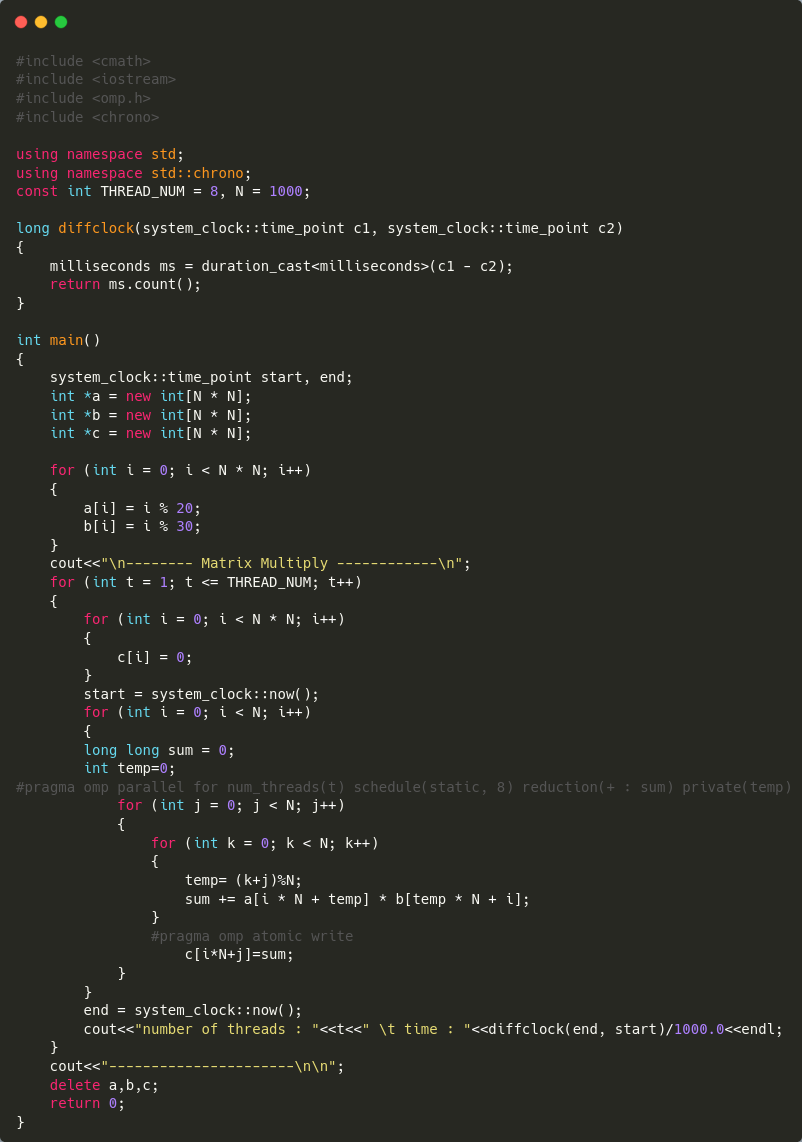 #include <cmath>
#include <iostream>
#include <omp.h>
#include <chrono>

using namespace std;
using namespace std::chrono;
const int THREAD_NUM = 8, N = 1000;

long diffclock(system_clock::time_point c1, system_clock::time_point c2)
{
    milliseconds ms = duration_cast<milliseconds>(c1 - c2);
    return ms.count();
}

int main()
{
    system_clock::time_point start, end;
    int *a = new int[N * N];
    int *b = new int[N * N];
    int *c = new int[N * N];

    for (int i = 0; i < N * N; i++)
    {
        a[i] = i % 20;
        b[i] = i % 30;
    }
    cout<<"\n-------- Matrix Multiply ------------\n";
    for (int t = 1; t <= THREAD_NUM; t++)
    {
        for (int i = 0; i < N * N; i++)
        {
            c[i] = 0;
        }
        start = system_clock::now();
        for (int i = 0; i < N; i++)
        {
        long long sum = 0;
        int temp=0;
#pragma omp parallel for num_threads(t) schedule(static, 8) reduction(+ : sum) private(temp)
            for (int j = 0; j < N; j++)
            {
                for (int k = 0; k < N; k++)
                {
                    temp= (k+j)%N;
                    sum += a[i * N + temp] * b[temp * N + i];
                }
                #pragma omp atomic write
                    c[i*N+j]=sum;
            }
        }
        end = system_clock::now();
        cout<<"number of threads : "<<t<<" \t time : "<<diffclock(end, start)/1000.0<<endl;
    }
    cout<<"----------------------\n\n";
    delete a,b,c;
    return 0;
}